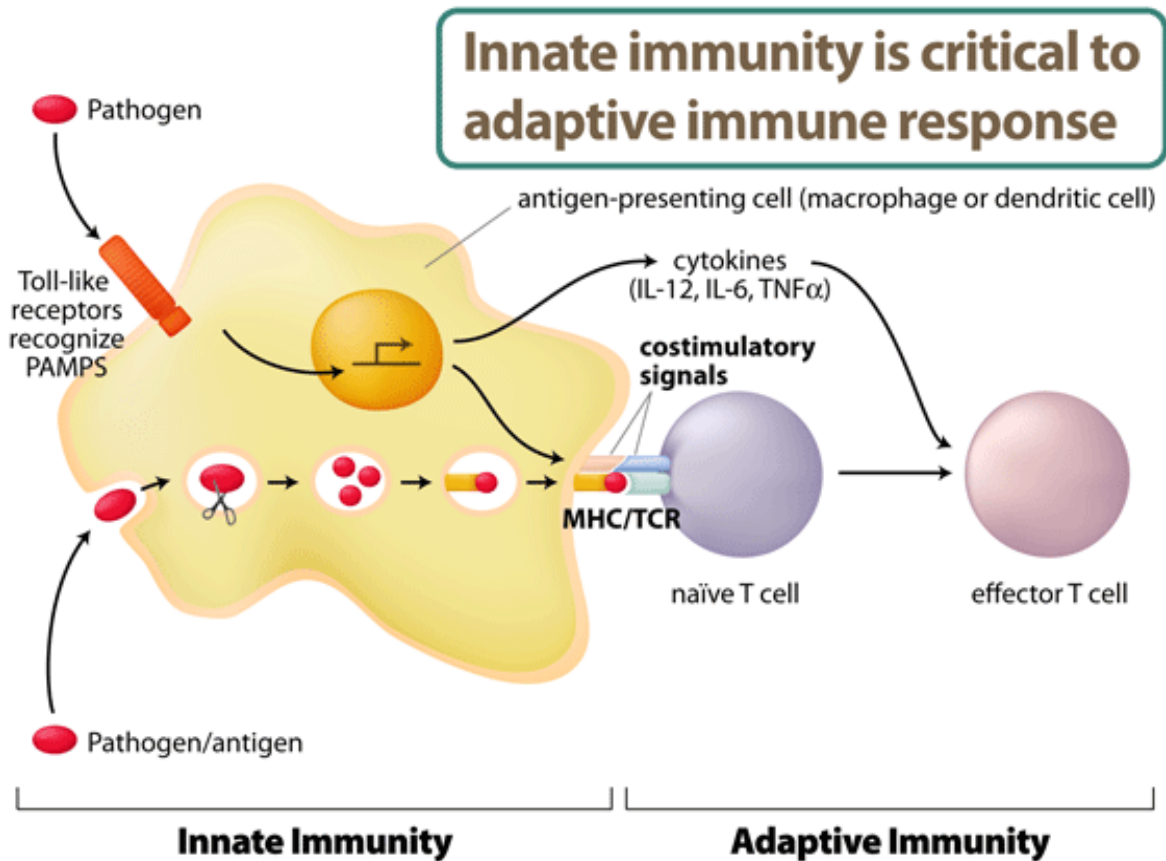 Innate immunity is critical to
adaptive immune response
Pathogen
antigen-presenting cell (macrophage or dendritic cell)
Toll-like
receptors
recognize
PAMPS
cytokines
(IL-12, IL-6, TNFα)
costimulatory
signals
MHC/TCR
naïve T cell
effector T cell
Pathogen/antigen
Innate Immunity
Adaptive Immunity